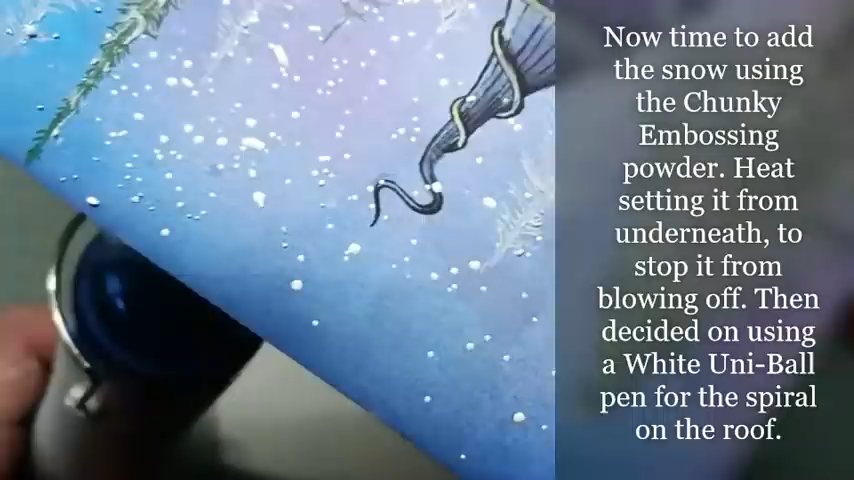 Now time to add
the snow using
the Chunky
Embossing
powder. Heat
setting it from
underneath, to
stop it from
blowing off. Then
decided on using
a White Uni-Ball
pen for the spiral
on the roof.